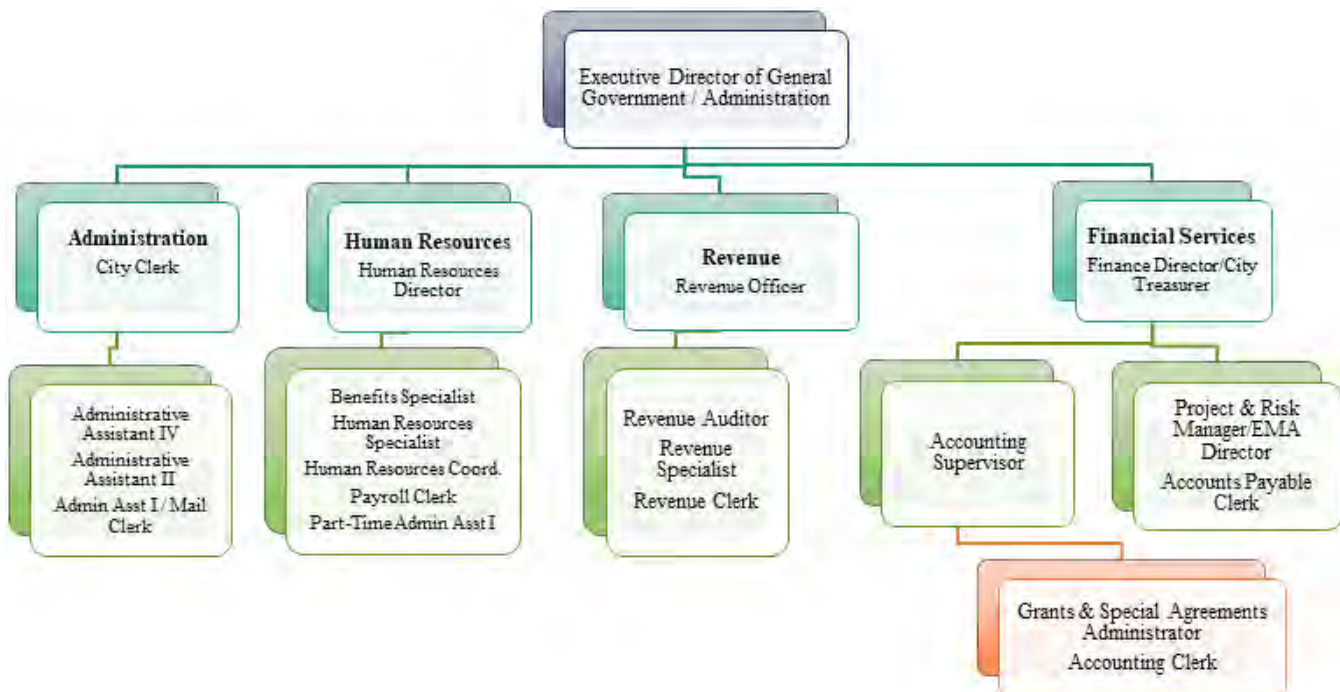 Executive Director of General
Government / Administration
Administration
City Clerk
Human Resources
Human Resources
Director
Revenue
Revenue Officer
Financial Services
Finance Director/City
Treasurer
Administrative
Assistant IV
Administrative
Assistant II
Admin Asst I / Mail
Clerk
Benefits Specialist
Human Resources
Specialist
Human Resources Coord.
Payroll Clerk
Part-Time Admin Asst I
Revenue Auditor
Revenue
Specialist
Revenue Clerk
Accounting
Supervisor
Project & Risk
Manager/EMA
Director
Accounts Payable
Clerk
Grants & Special Agreements
Administrator
Accounting Clerk